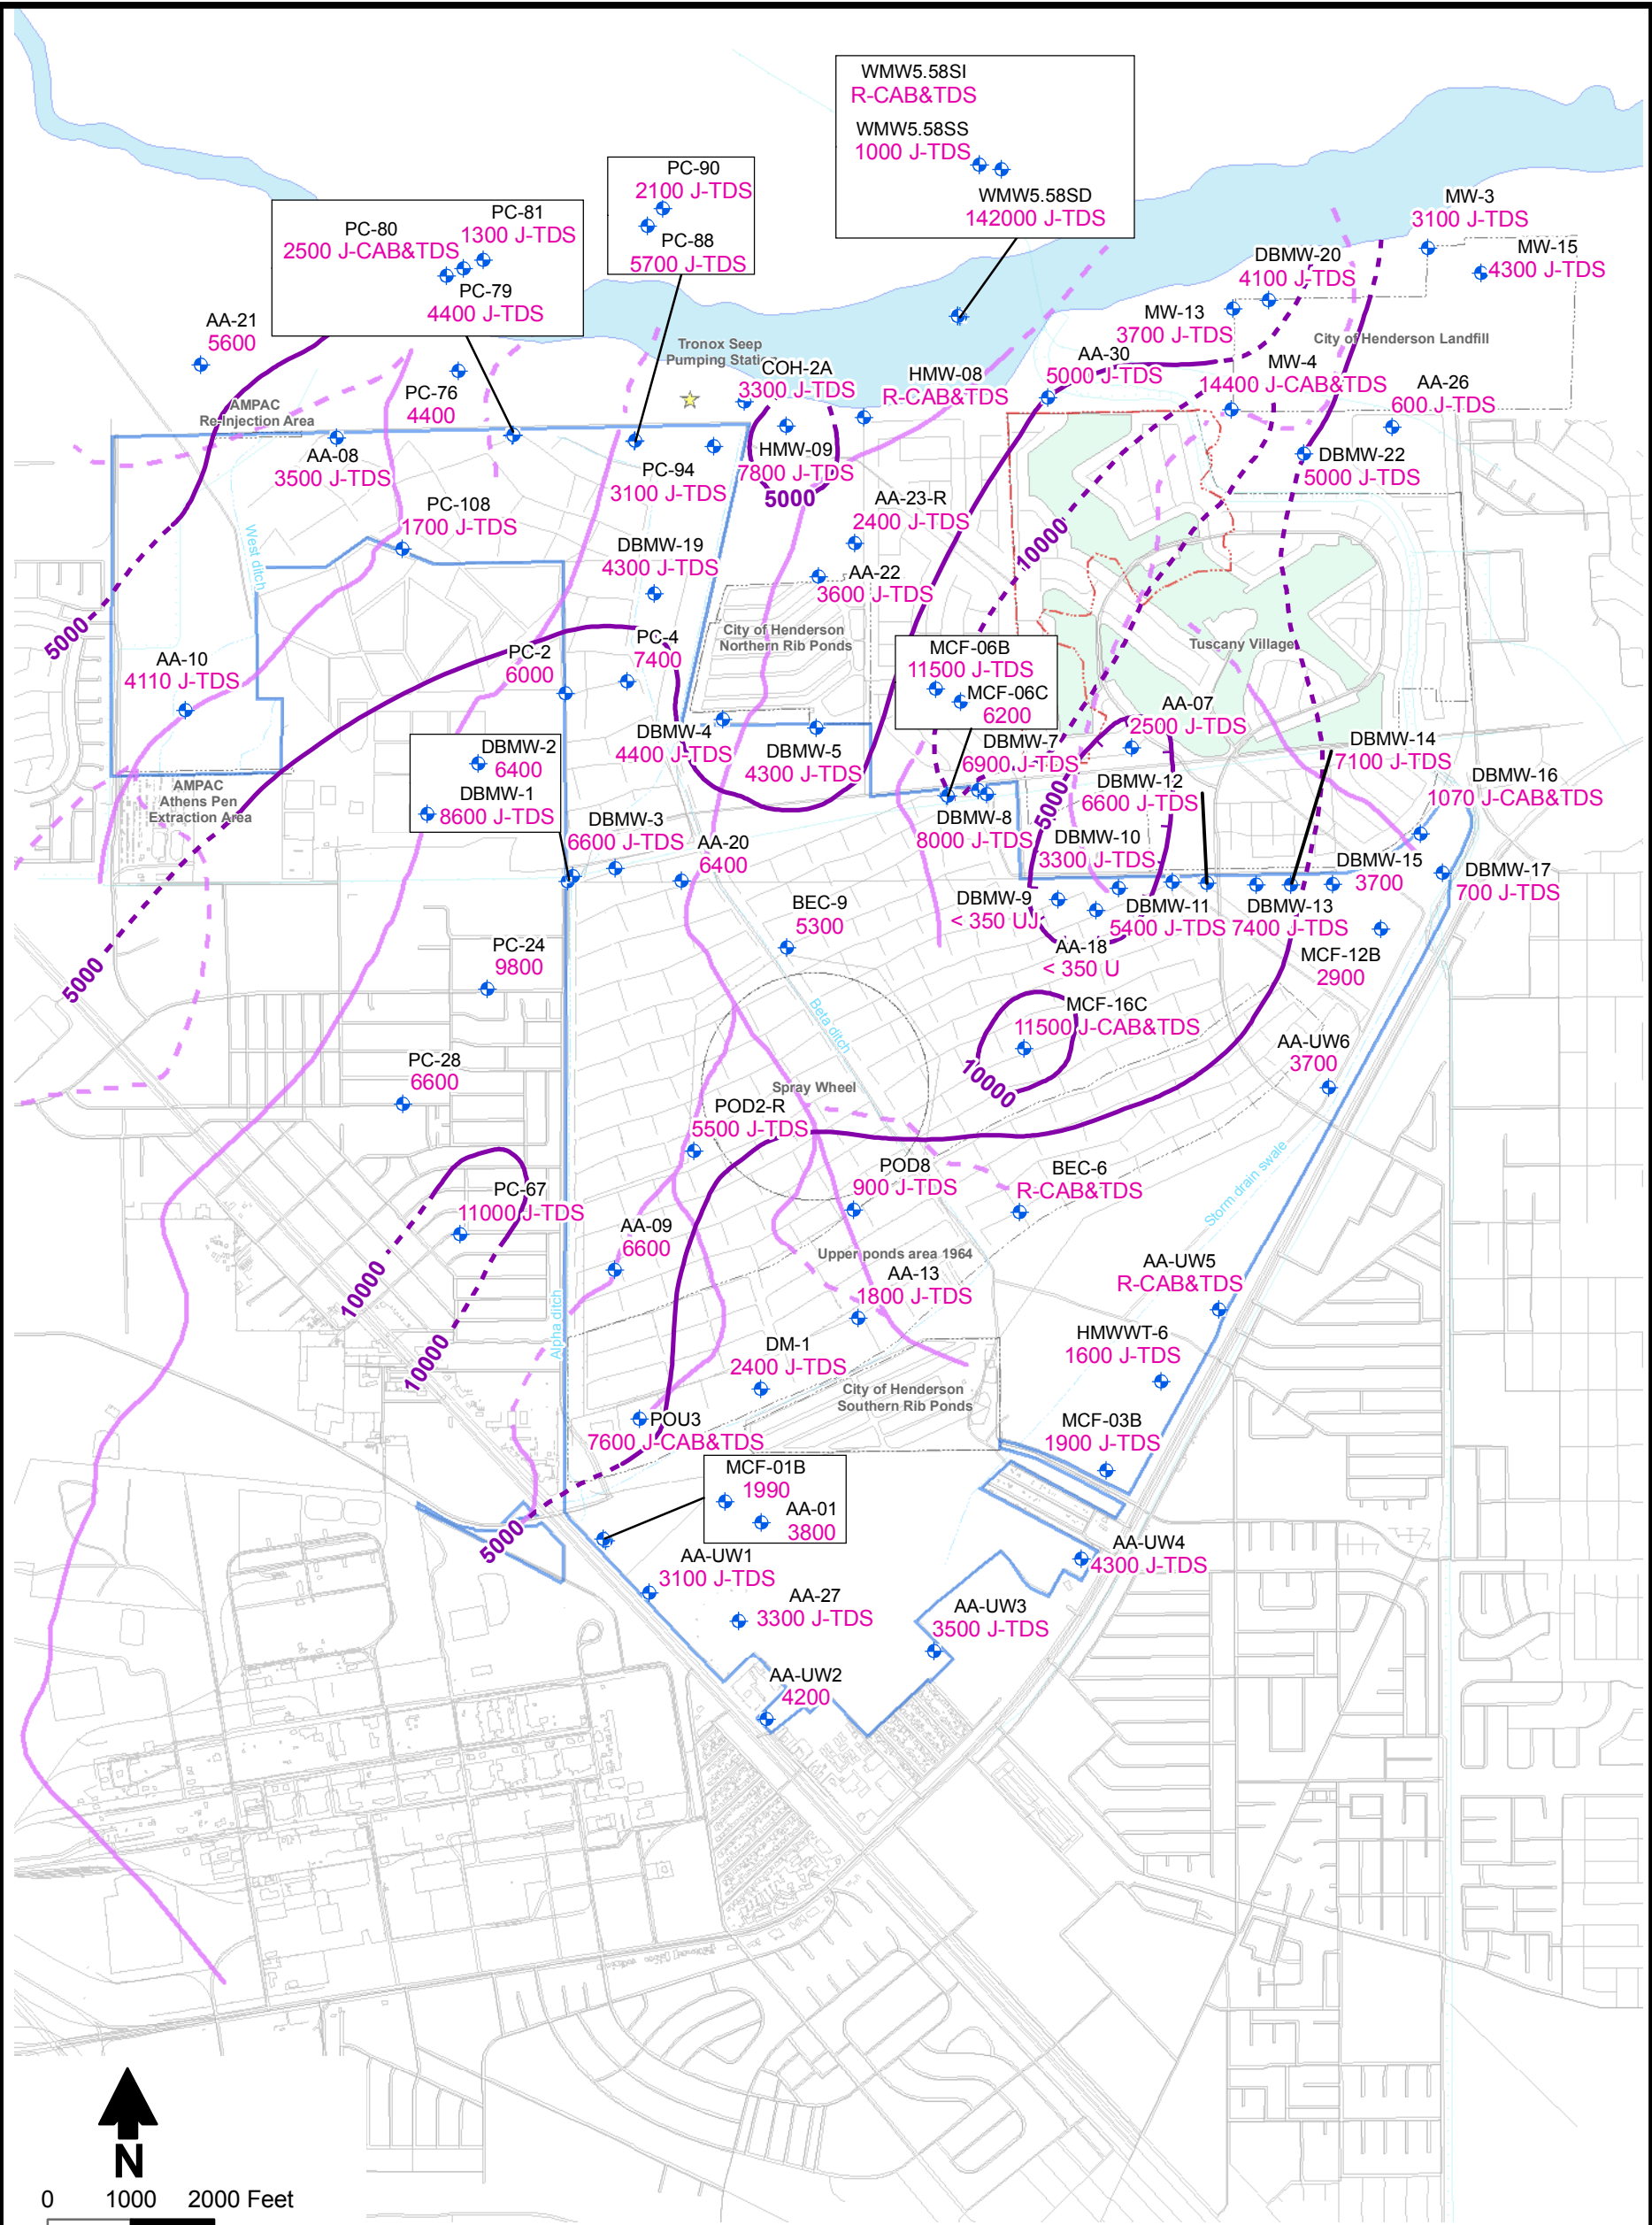 WMW5.58SI
R-CAB&TDS
WMW5.58SS
1000 J-TDS
WMW5.58SD
142000 J-TDS
PC-90
2100 J-TDS
PC-88
5700 J-TDS
PC-81
1300 J-TDS
PC-80
2500 J-CAB&TDS
PC-79
4400 J-TDS
MW-3
3100 J-TDS
MW-15
4300 J-TDS
DBMW-20
4100 J-TDS
MW-13
3700 J-TDS
City of Henderson Landfill
AA-21
5600
Tronox Seep
Pumping Station
COH-2A
3300 J-TDS
HMW-08
R-CAB&TDS
AA-30
5000 J-TDS
MW-4
14400 J-CAB&TDS
AA-26
600 J-TDS
PC-76
4400
AMPAC
Re-Injection Area
AA-08
3500 J-TDS
PC-94
3100 J-TDS
HMW-09
7800 J-TDS
5000
DBMW-22
5000 J-TDS
PC-108
1700 J-TDS
AA-23-R
2400 J-TDS
10000
West ditch
DBMW-19
4300 J-TDS
AA-22
3600 J-TDS
5000
City of Henderson
Northern Rib Ponds
PC-4
7400
PC-2
6000
AA-10
4110 J-TDS
MCF-06B
11500 J-TDS
MCF-06C
6200
Tuscany Village
AA-07
2500 J-TDS
DBMW-4
4400 J-TDS
DBMW-5
4300 J-TDS
DBMW-7
6900 J-TDS
DBMW-14
7100 J-TDS
DBMW-2
6400
DBMW-1
8600 J-TDS
AMPAC
Athens Pen
Extraction Area
DBMW-12
6600 J-TDS
DBMW-16
1070 J-CAB&TDS
5000
DBMW-3
6600 J-TDS
AA-20
6400
DBMW-8
8000 J-TDS
DBMW-10
3300 J-TDS
DBMW-15
3700
DBMW-17
700 J-TDS
DBMW-9
< 350 UJ
DBMW-11
5400 J-TDS
DBMW-13
7400 J-TDS
BEC-9
5300
AA-18
< 350 U
MCF-12B
2900
PC-24
9800
5000
MCF-16C
11500 J-CAB&TDS
10000
Beta ditch
AA-UW6
3700
PC-28
6600
Spray Wheel
POD2-R
5500 J-TDS
POD8
900 J-TDS
BEC-6
R-CAB&TDS
Storm drain swale
PC-67
11000 J-TDS
AA-09
6600
Upper ponds area 1964
AA-13
1800 J-TDS
AA-UW5
R-CAB&TDS
10000
Alpha ditch
10000
DM-1
2400 J-TDS
HMWWT-6
1600 J-TDS
City of Henderson
Southern Rib Ponds
POU3
7600 J-CAB&TDS
MCF-03B
1900 J-TDS
MCF-01B
1990
AA-01
3800
5000
AA-UW1
3100 J-TDS
AA-UW4
4300 J-TDS
AA-27
3300 J-TDS
AA-UW3
3500 J-TDS
AA-UW2
4200
N
0 1000 2000 Feet